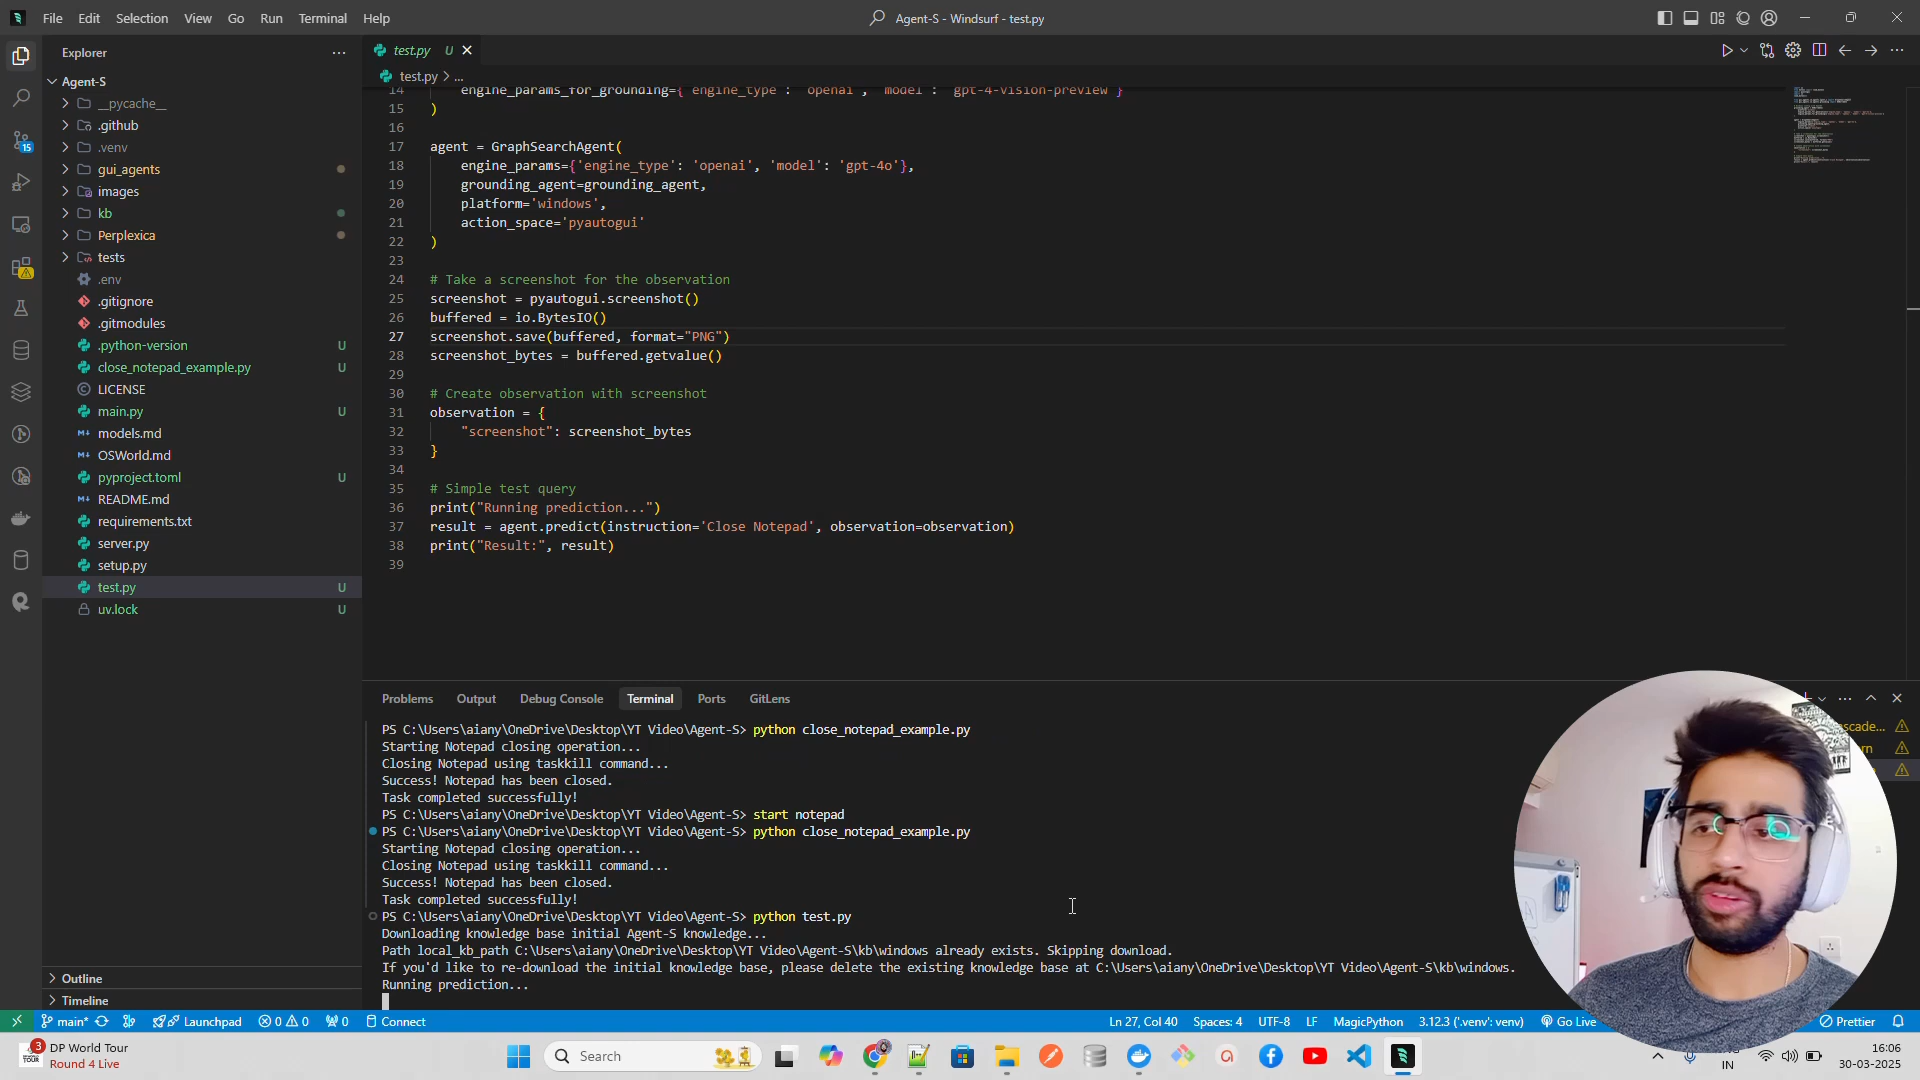 File Edit Selection View Go Run Terminal Help
Agent-S - Windsurf - test.py
Explorer
Agent-S
__pycache__
.github
.venv
gui_agents
images
kb
Perplexica
tests
.env
.gitignore
.gitmodules
.python-version U
close_notepad_example.py U
LICENSE
main.py U
models.md
OSWorld.md
pyproject.toml U
README.md
requirements.txt
server.py
setup.py
test.py U
uv.lock U
Outline
Timeline
15
test.py U
test.py > ...
14 engine_params_for_grounding={'engine_type': 'openai', 'model': 'gpt-4-vision-preview'}
15 )
16
17 agent = GraphSearchAgent(
18 engine_params={'engine_type': 'openai', 'model': 'gpt-4o'},
19 grounding_agent=grounding_agent,
20 platform='windows',
21 action_space='pyautogui'
22 )
23
24 # Take a screenshot for the observation
25 screenshot = pyautogui.screenshot()
26 buffered = io.BytesIO()
27 screenshot.save(buffered, format="PNG")
28 screenshot_bytes = buffered.getvalue()
29
30 # Create observation with screenshot
31 observation = {
32 "screenshot": screenshot_bytes
33 }
34
35 # Simple test query
36 print("Running prediction...")
37 result = agent.predict(instruction='Close Notepad', observation=observation)
38 print("Result:", result)
39
Problems Output Debug Console Terminal Ports GitLens
PS C:\Users\aiany\OneDrive\Desktop\YT Video\Agent-S> python close_notepad_example.py
Starting Notepad closing operation...
Closing Notepad using taskkill command...
Success! Notepad has been closed.
Task completed successfully!
PS C:\Users\aiany\OneDrive\Desktop\YT Video\Agent-S> start notepad
PS C:\Users\aiany\OneDrive\Desktop\YT Video\Agent-S> python close_notepad_example.py
Starting Notepad closing operation...
Closing Notepad using taskkill command...
Success! Notepad has been closed.
Task completed successfully!
PS C:\Users\aiany\OneDrive\Desktop\YT Video\Agent-S> python test.py
Downloading knowledge base initial Agent-S knowledge...
Path local_kb_path C:\Users\aiany\OneDrive\Desktop\YT Video\Agent-S\kb\windows already exists. Skipping download.
If you'd like to re-download the initial knowledge base, please delete the existing knowledge base at C:\Users\aiany\OneDrive\Desktop\YT Video\Agent-S\kb\windows.
Running prediction...
main* Launchpad 0 0 0 Connect
Ln 27, Col 40 Spaces: 4 UTF-8 LF MagicPython 3.12.3 ('.venv': venv) Go Live Prettier
3
DP World Tour
Round 4 Live
Search
IN
16:06
30-03-2025